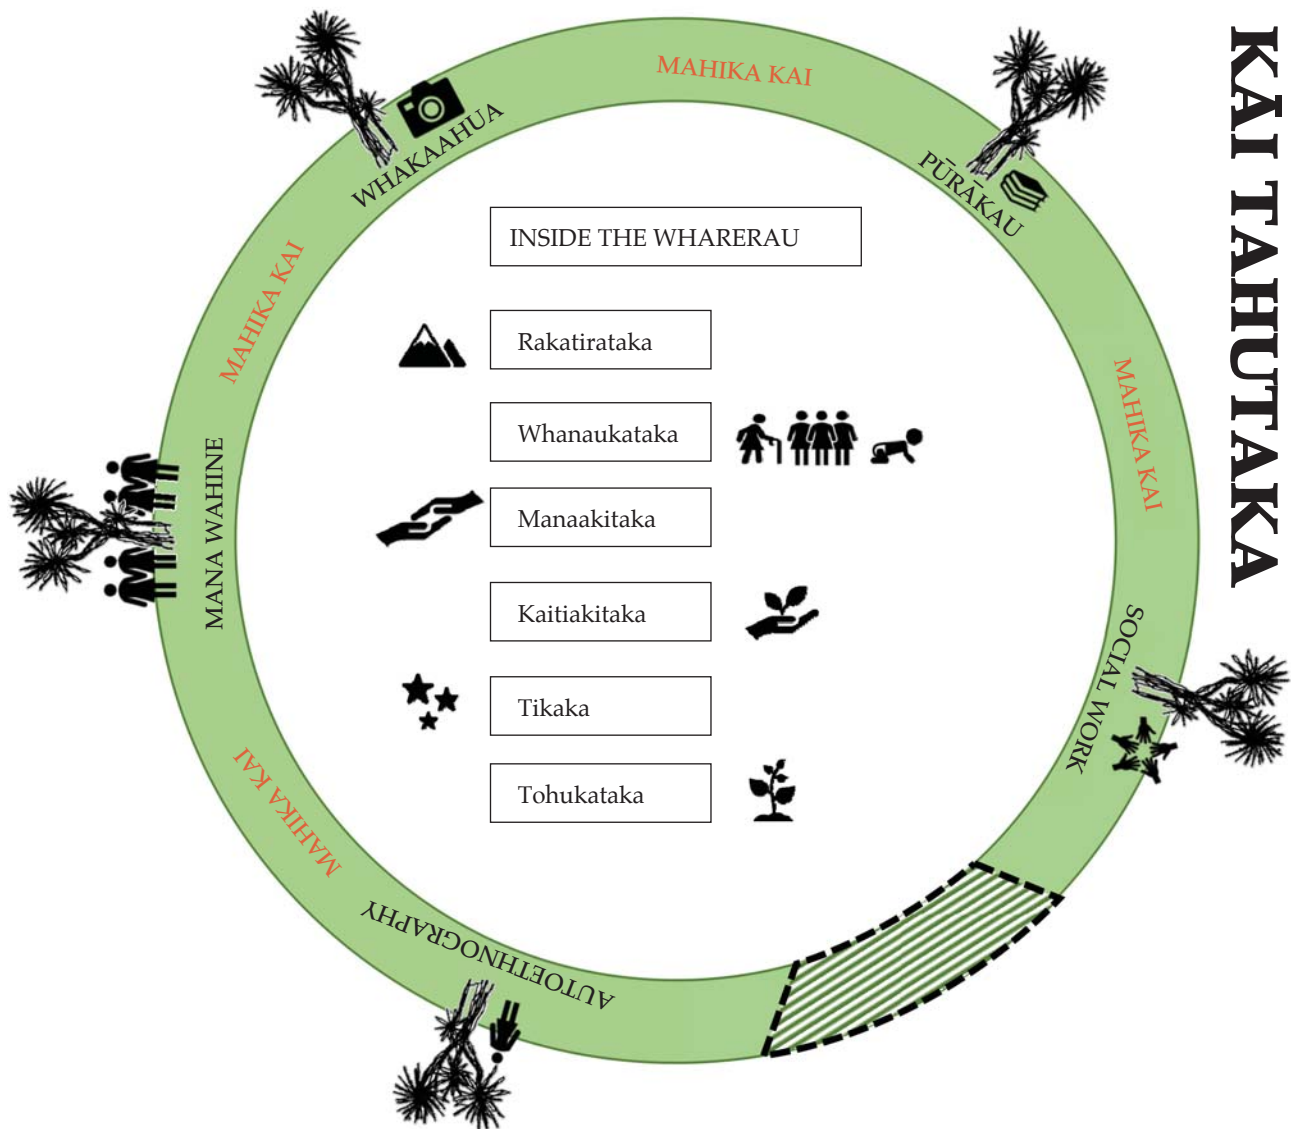 KĀI TAHUTAKA
MAHIKA KAI
PŪRĀKAU
MAHIKA KAI
SOCIAL WORK
AUTOETHNOGRAPHY
MAHIKA KAI
MANA WAHINE
MAHIKA KAI
WHAKAAHUA
INSIDE THE WHARERAU
Rakatirataka
Whanaukataka
Manaakitaka
Kaitiakitaka
Tikaka
Tohukataka